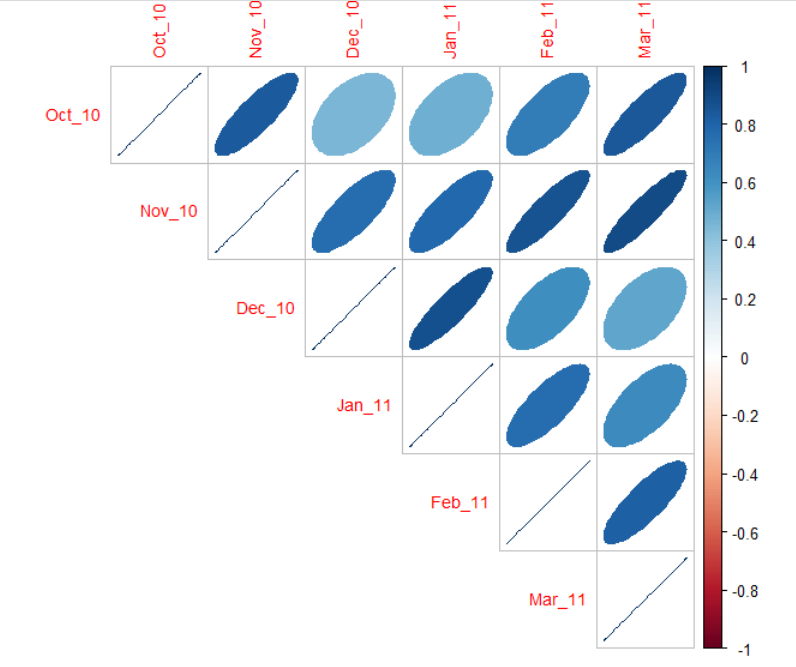 Oct_10
Nov_10
Dec_10
Jan_11
Feb_11
Mar_11
Oct_10
Nov_10
Dec_10
Jan_11
Feb_11
Mar_11
1
0.8
0.6
0.4
0.2
0
-0.2
-0.4
-0.6
-0.8
-1